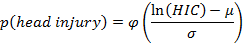 p(head injury) = φ( (ln(HIC) − μ) / σ )